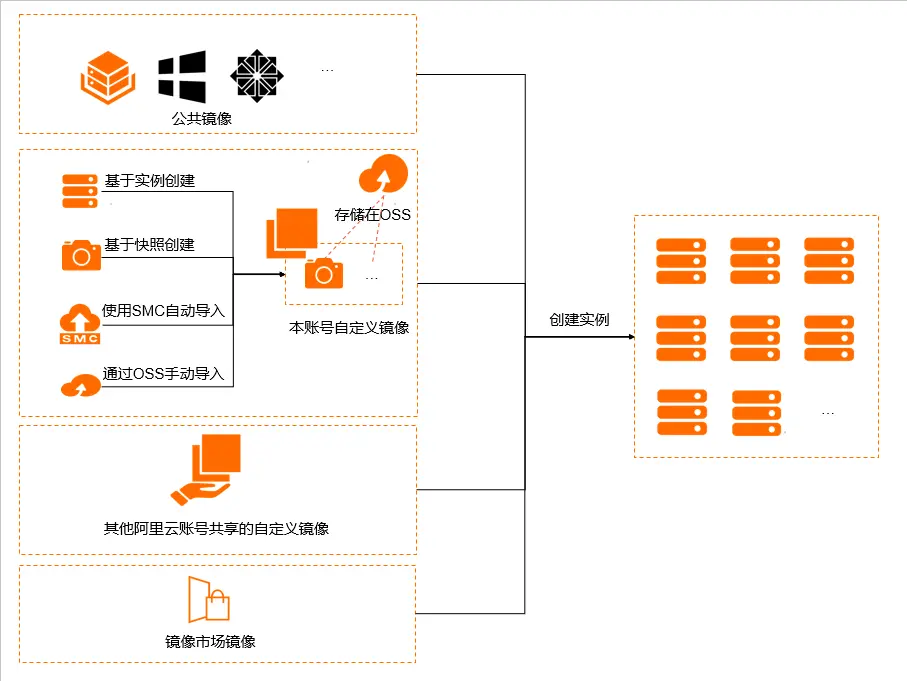 …
公共镜像
基于实例创建
存储在OSS
基于快照创建
…
使用SMC自动导入
SMC
本账号自定义镜像
通过OSS手动导入
其他阿里云账号共享的自定义镜像
镜像市场镜像
创建实例
…